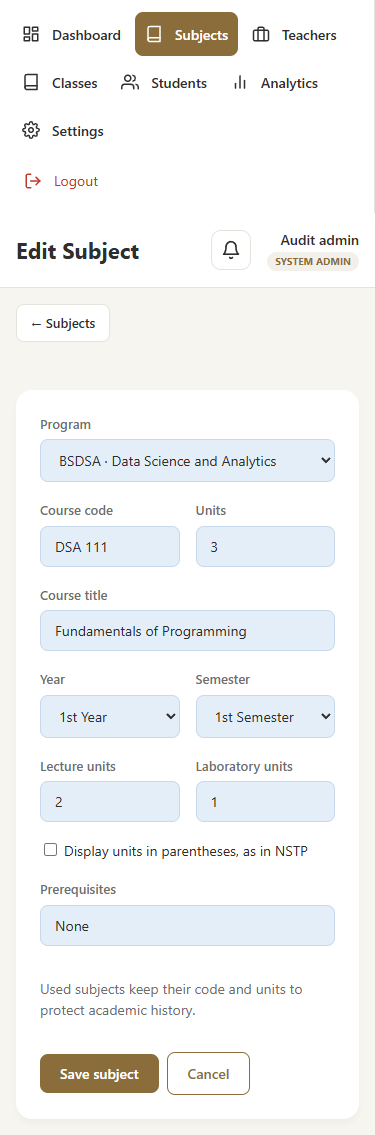 Dashboard Subjects Teachers
Classes Students Analytics
Settings
Logout
Edit Subject
Audit admin
SYSTEM ADMIN
← Subjects
Program
BSDSA · Data Science and Analytics
Course code Units
DSA 111 3
Course title
Fundamentals of Programming
Year Semester
1st Year 1st Semester
Lecture units Laboratory units
2 1
Display units in parentheses, as in NSTP
Prerequisites
None
Used subjects keep their code and units to
protect academic history.
Save subject Cancel